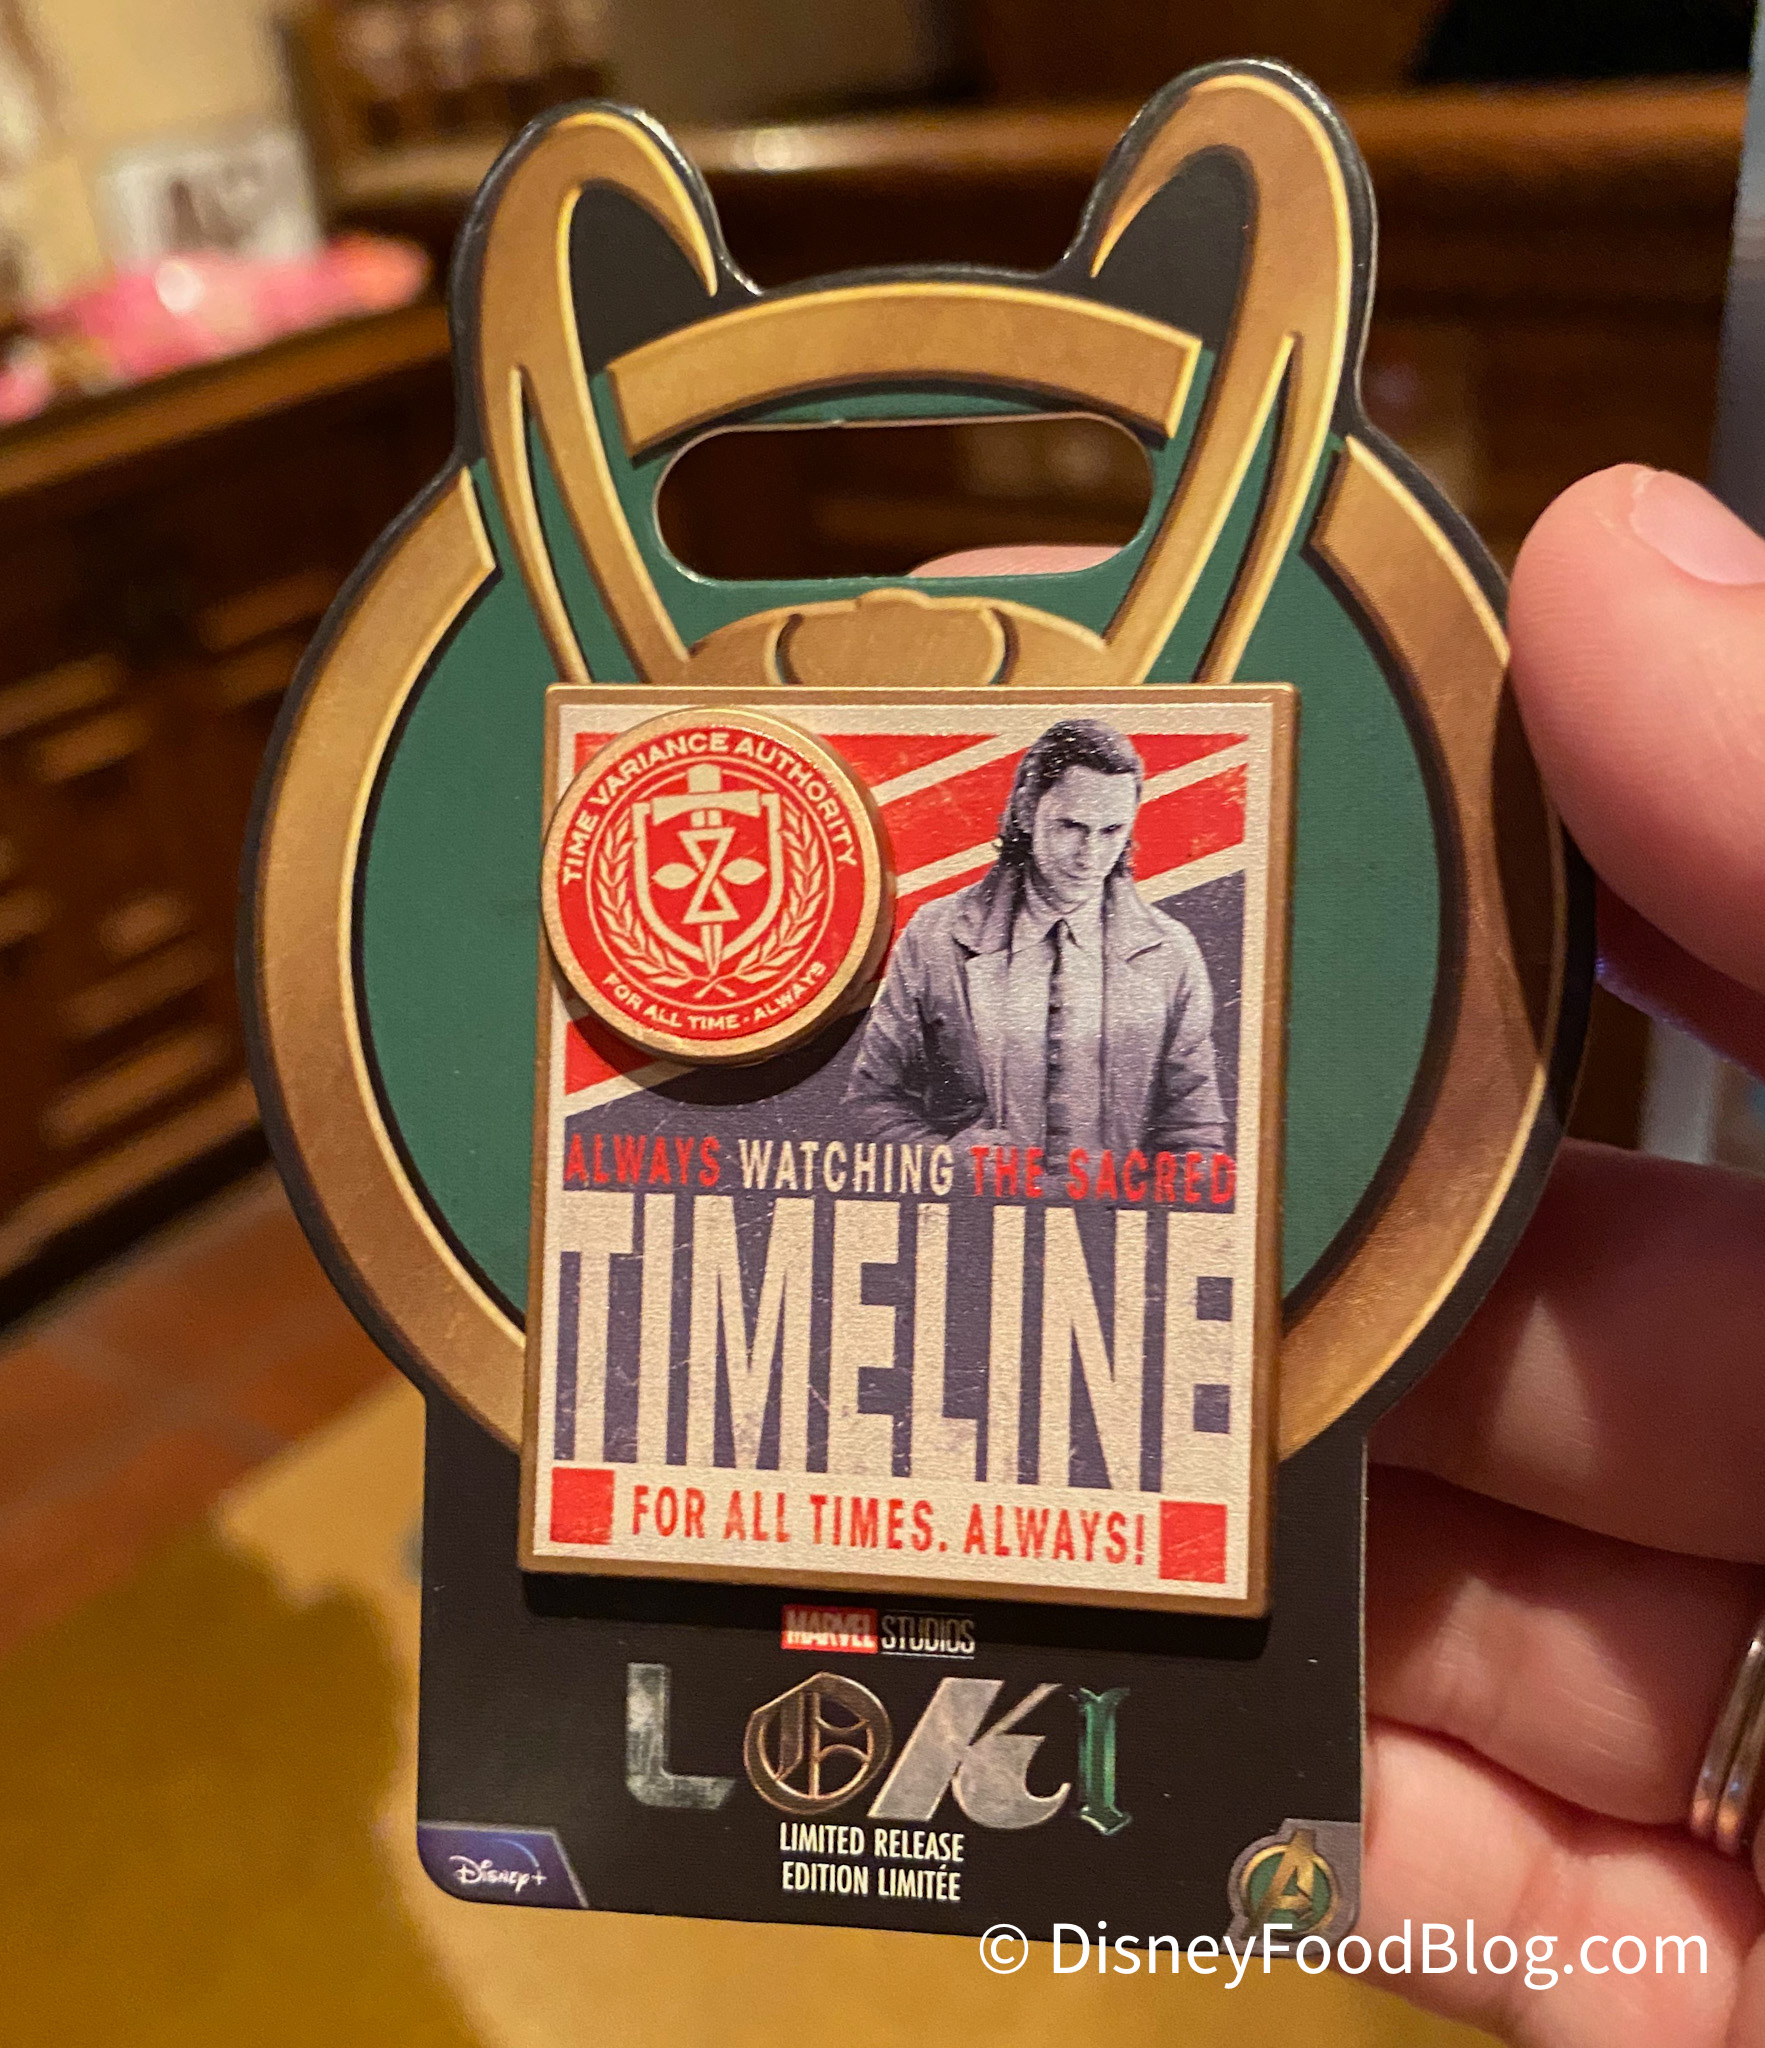 TIME VARIANCE AUTHORITY
FOR ALL TIME - ALWAYS
ALWAYS WATCHING THE SACRED
TIMELINE
FOR ALL TIMES. ALWAYS!
MARVEL STUDIOS
LOKI
LIMITED RELEASE
EDITION LIMITÉE
Disney+
© DisneyFoodBlog.com